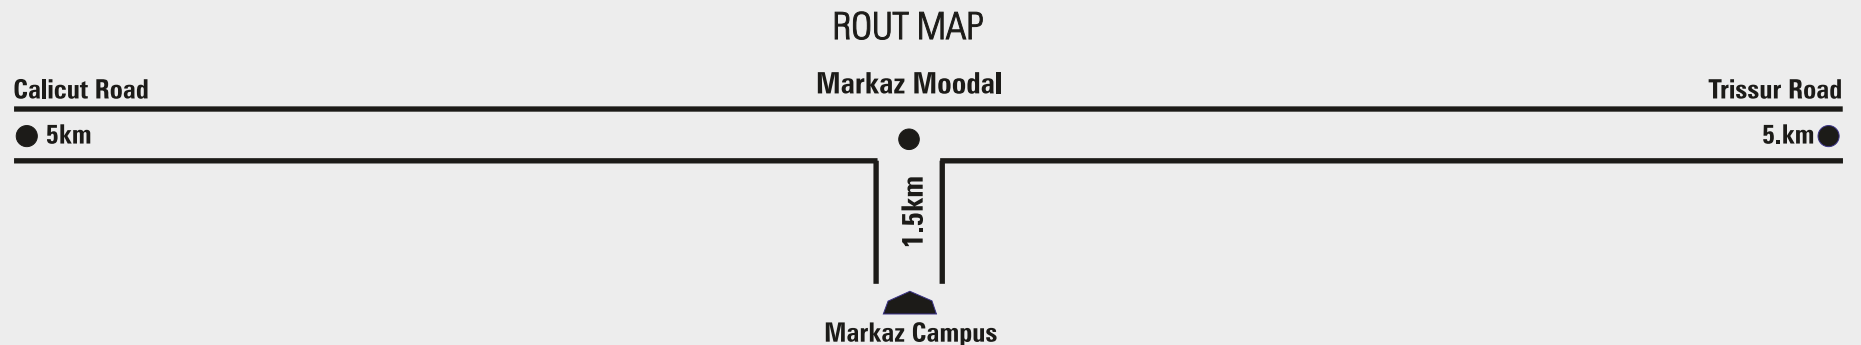 ROUT MAP
Markaz Moodal
Calicut Road
Trissur Road
5km
5.km
1.5km
Markaz Campus